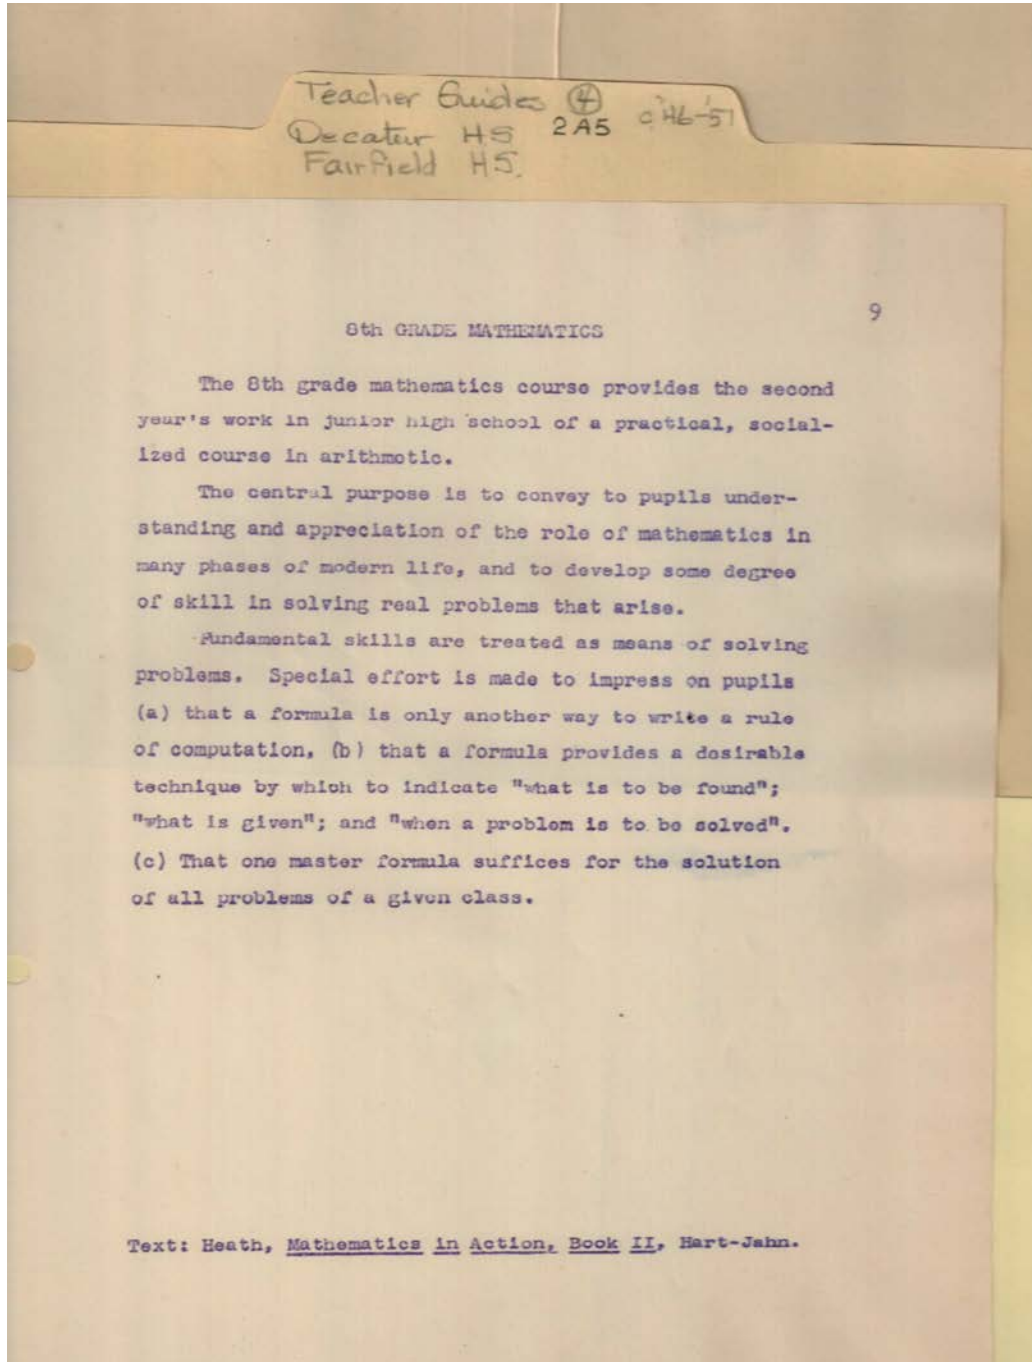 Teacher Guides ④ c'46-'51
Decatur HS 2A5
Fairfield HS.
9
8th GRADE MATHEMATICS
The 8th grade mathematics course provides the second
year's work in junior high school of a practical, social-
ized course in arithmetic.
The central purpose is to convey to pupils under-
standing and appreciation of the role of mathematics in
many phases of modern life, and to develop some degree
of skill in solving real problems that arise.
Fundamental skills are treated as means of solving
problems. Special effort is made to impress on pupils
(a) that a formula is only another way to write a rule
of computation, (b) that a formula provides a desirable
technique by which to indicate "what is to be found";
"what is given"; and "when a problem is to be solved".
(c) That one master formula suffices for the solution
of all problems of a given class.
Text: Heath, Mathematics in Action, Book II, Hart-Jahn.